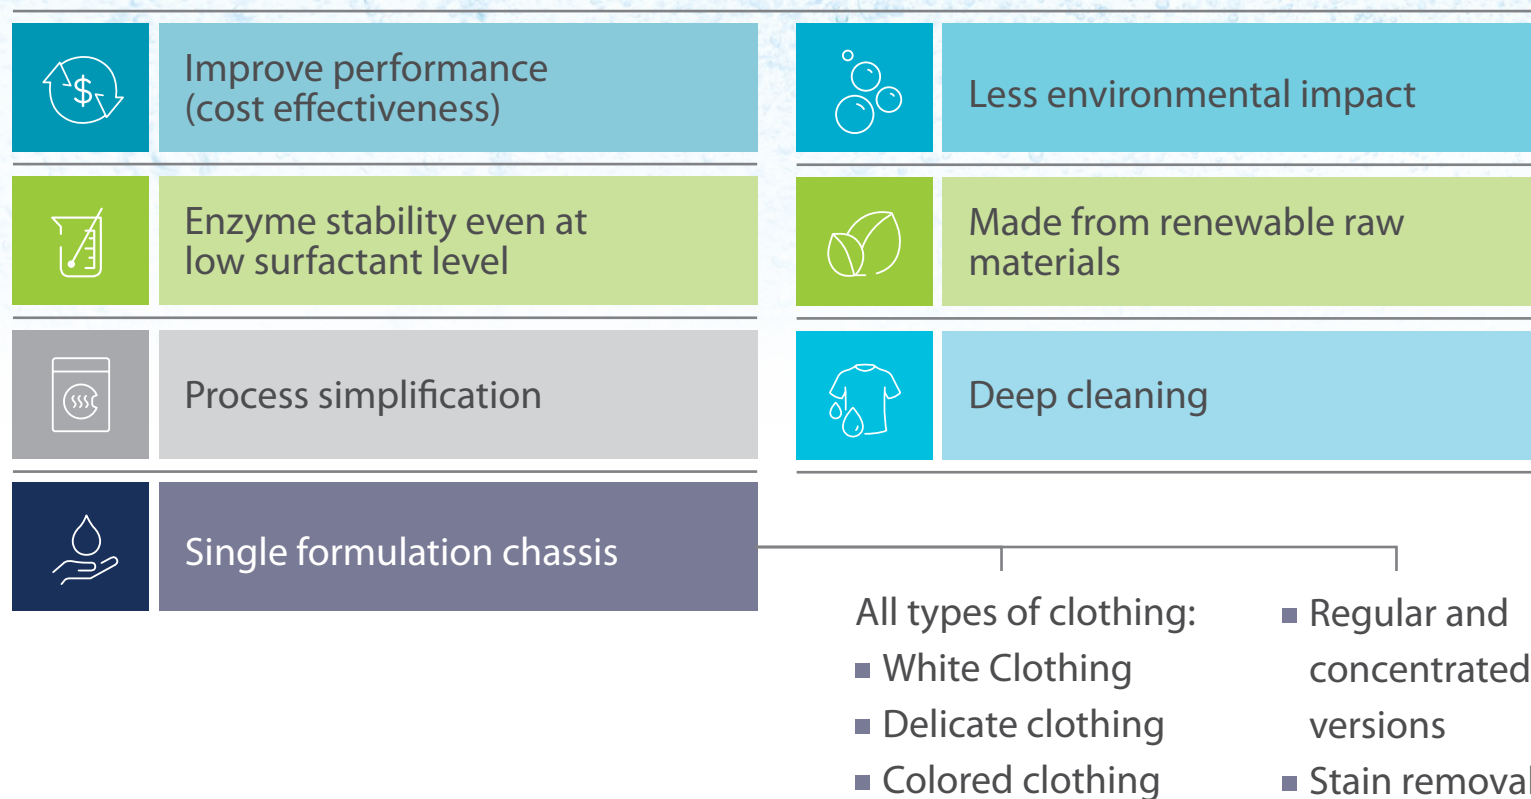 $
Improve performance
(cost effectiveness)
Enzyme stability even at
low surfactant level
Process simplification
Single formulation chassis
Less environmental impact
Made from renewable raw
materials
Deep cleaning
All types of clothing:
White Clothing
Delicate clothing
Colored clothing
Regular and
concentrated
versions
Stain removal